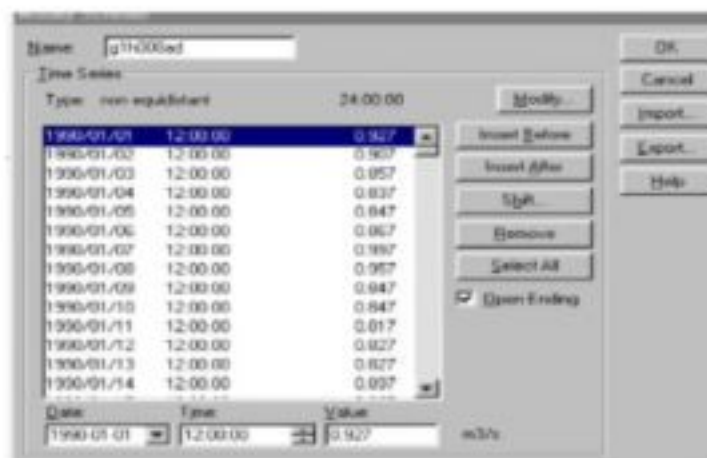 Name: g1h006ad
OK
Cancel
Import...
Export...
Help
Time Series
Type: non equidistant 24:00:00 Modify...
1990/01/01 12:00:00 0.927
1990/01/02 12:00:00 0.907
1990/01/03 12:00:00 0.857
1990/01/04 12:00:00 0.837
1990/01/05 12:00:00 0.847
1990/01/06 12:00:00 0.867
1990/01/07 12:00:00
1990/01/08 12:00:00 0.957
1990/01/09 12:00:00 0.847
1990/01/10 12:00:00 0.847
1990/01/11 12:00:00 0.817
1990/01/12 12:00:00 0.827
1990/01/13 12:00:00 0.827
1990/01/14 12:00:00
Insert Before
Insert After
Shift...
Remove
Select All
Open Ending
Date: Time: Value:
1990-01-01 12:00:00 0.927 m3/s